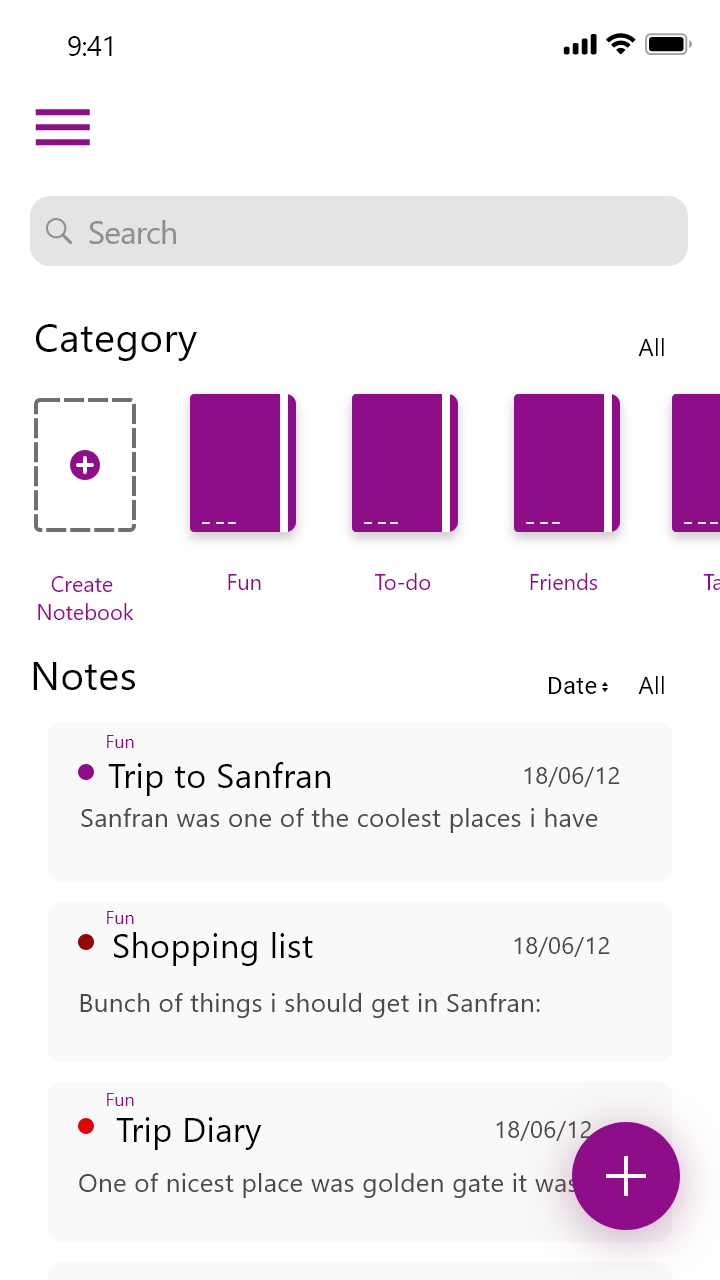 9:41
Search
Category
All
Create
Notebook
Fun
To-do
Friends
Ta
Notes
Date
All
Fun
Trip to Sanfran
18/06/12
Sanfran was one of the coolest places i have
Fun
Shopping list
18/06/12
Bunch of things i should get in Sanfran:
Fun
Trip Diary
18/06/12
One of nicest place was golden gate it was